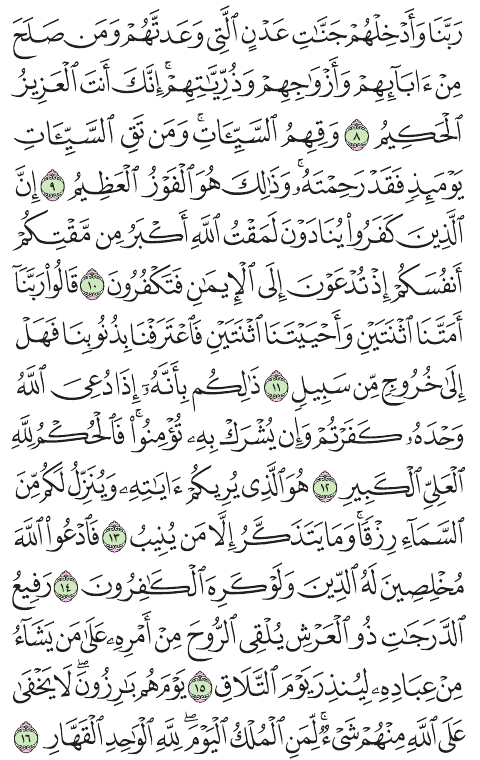 رَبَّنَا وَأَدْخِلْهُمْ جَنَّٰتِ عَدْنٍ ٱلَّتِى وَعَدتَّهُمْ وَمَن صَلَحَ
مِنْ ءَابَآئِهِمْ وَأَزْوَٰجِهِمْ وَذُرِّيَّٰتِهِمْ ۚ إِنَّكَ أَنتَ ٱلْعَزِيزُ
ٱلْحَكِيمُ ٨ وَقِهِمُ ٱلسَّيِّـَٔاتِ ۚ وَمَن تَقِ ٱلسَّيِّـَٔاتِ
يَوْمَئِذٍ فَقَدْ رَحِمْتَهُۥ ۚ وَذَٰلِكَ هُوَ ٱلْفَوْزُ ٱلْعَظِيمُ ٩ إِنَّ
ٱلَّذِينَ كَفَرُوا۟ يُنَادَوْنَ لَمَقْتُ ٱللَّهِ أَكْبَرُ مِن مَّقْتِكُمْ
أَنفُسَكُمْ إِذْ تُدْعَوْنَ إِلَى ٱلْإِيمَٰنِ فَتَكْفُرُونَ ١٠ قَالُوا۟ رَبَّنَآ
أَمَتَّنَا ٱثْنَتَيْنِ وَأَحْيَيْتَنَا ٱثْنَتَيْنِ فَٱعْتَرَفْنَا بِذُنُوبِنَا فَهَلْ
إِلَىٰ خُرُوجٍ مِّن سَبِيلٍ ١١ ذَٰلِكُم بِأَنَّهُۥٓ إِذَا دُعِىَ ٱللَّهُ
وَحْدَهُۥ كَفَرْتُمْ ۖ وَإِن يُشْرَكْ بِهِۦ تُؤْمِنُوا۟ ۚ فَٱلْحُكْمُ لِلَّهِ
ٱلْعَلِىِّ ٱلْكَبِيرِ ١٢ هُوَ ٱلَّذِى يُرِيكُمْ ءَايَٰتِهِۦ وَيُنَزِّلُ لَكُم مِّنَ
ٱلسَّمَآءِ رِزْقًا ۚ وَمَا يَتَذَكَّرُ إِلَّا مَن يُنِيبُ ١٣ فَٱدْعُوا۟ ٱللَّهَ
مُخْلِصِينَ لَهُ ٱلدِّينَ وَلَوْ كَرِهَ ٱلْكَٰفِرُونَ ١٤ رَفِيعُ
ٱلدَّرَجَٰتِ ذُو ٱلْعَرْشِ يُلْقِى ٱلرُّوحَ مِنْ أَمْرِهِۦ عَلَىٰ مَن يَشَآءُ
مِنْ عِبَادِهِۦ لِيُنذِرَ يَوْمَ ٱلتَّلَاقِ ١٥ يَوْمَ هُم بَٰرِزُونَ ۖ لَا يَخْفَىٰ
عَلَى ٱللَّهِ مِنْهُمْ شَىْءٌ ۚ لِّمَنِ ٱلْمُلْكُ ٱلْيَوْمَ ۖ لِلَّهِ ٱلْوَٰحِدِ ٱلْقَهَّارِ ١٦